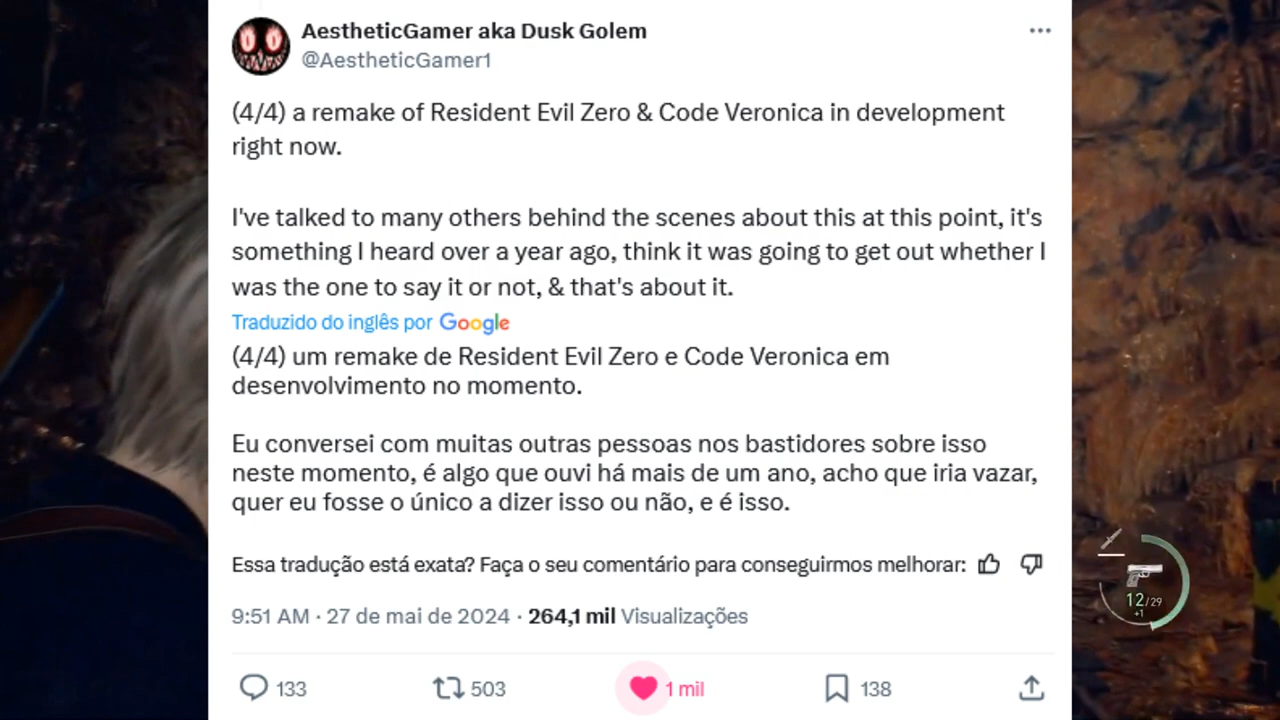 AestheticGamer aka Dusk Golem
@AestheticGamer1
(4/4) a remake of Resident Evil Zero & Code Veronica in development
right now.
I've talked to many others behind the scenes about this at this point, it's
something I heard over a year ago, think it was going to get out whether I
was the one to say it or not, & that's about it.
Traduzido do inglês por Google
(4/4) um remake de Resident Evil Zero e Code Veronica em
desenvolvimento no momento.
Eu conversei com muitas outras pessoas nos bastidores sobre isso
neste momento, é algo que ouvi há mais de um ano, acho que iria vazar,
quer eu fosse o único a dizer isso ou não, e é isso.
Essa tradução está exata? Faça o seu comentário para conseguirmos melhorar:
9:51 AM · 27 de mai de 2024 · 264,1 mil Visualizações
133 503 1 mil 138
12/29
+1